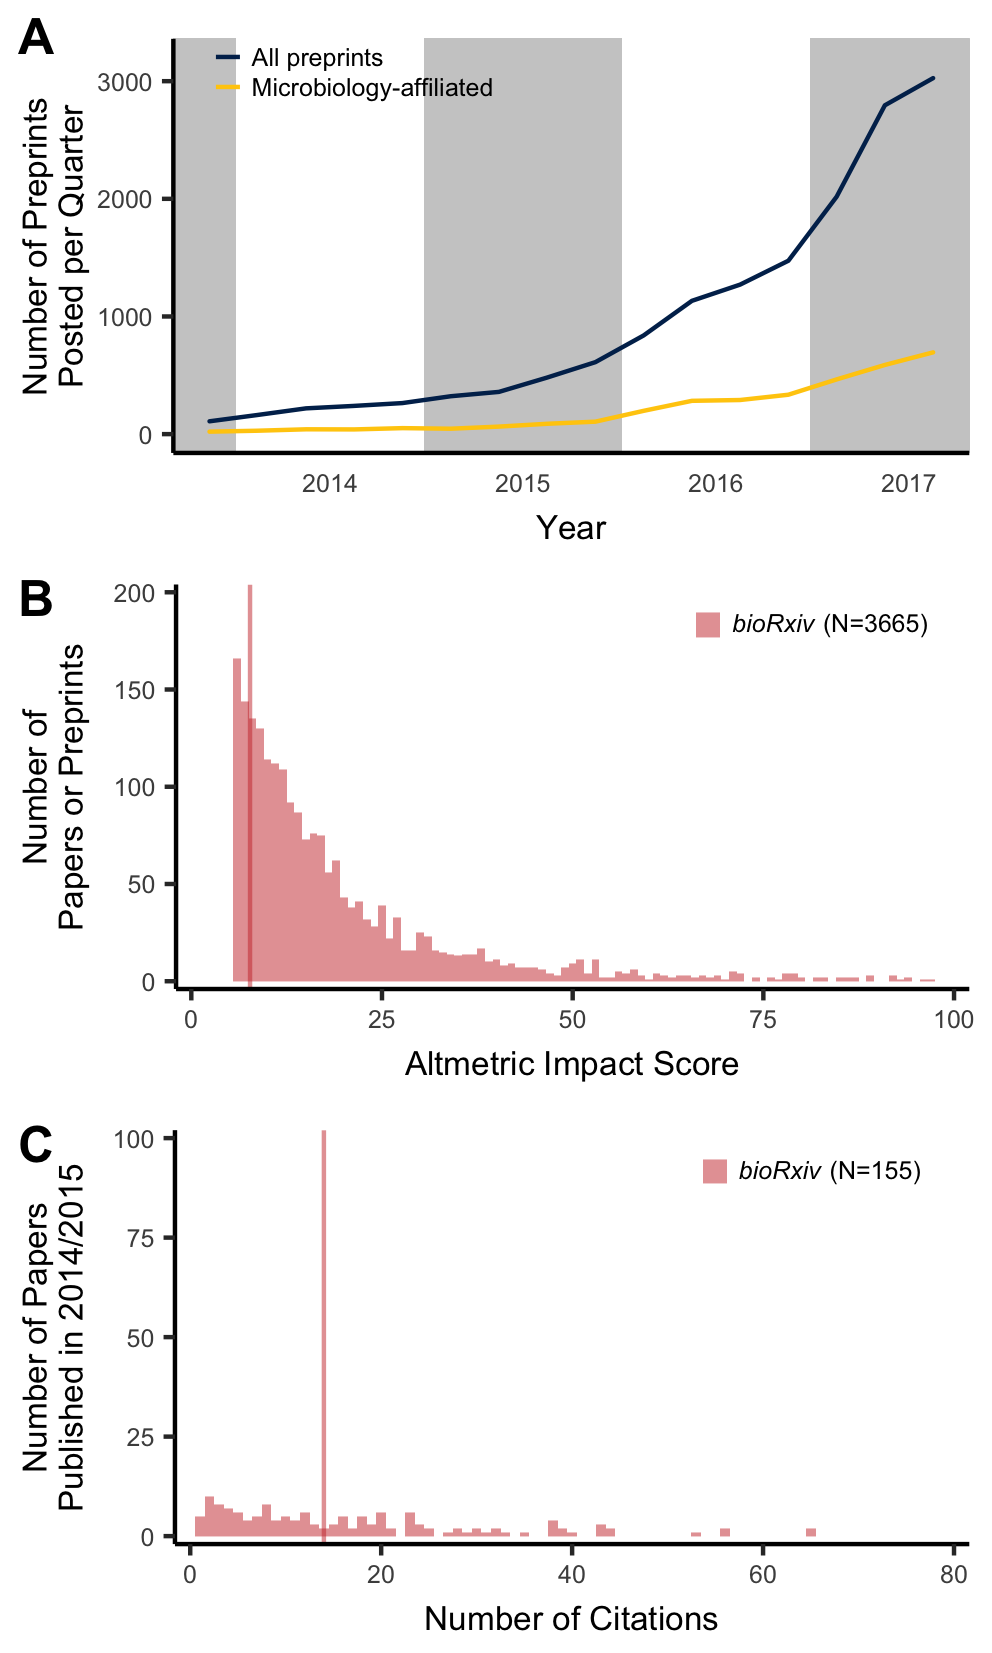 A
All preprints
Microbiology-affiliated
Number of Preprints
Posted per Quarter
3000
2000
1000
0
2014
2015
2016
2017
Year
B
bioRxiv (N=3665)
Number of
Papers or Preprints
200
150
100
50
0
0
25
50
75
100
Altmetric Impact Score
C
bioRxiv (N=155)
Number of Papers
Published in 2014/2015
100
75
50
25
0
0
20
40
60
80
Number of Citations